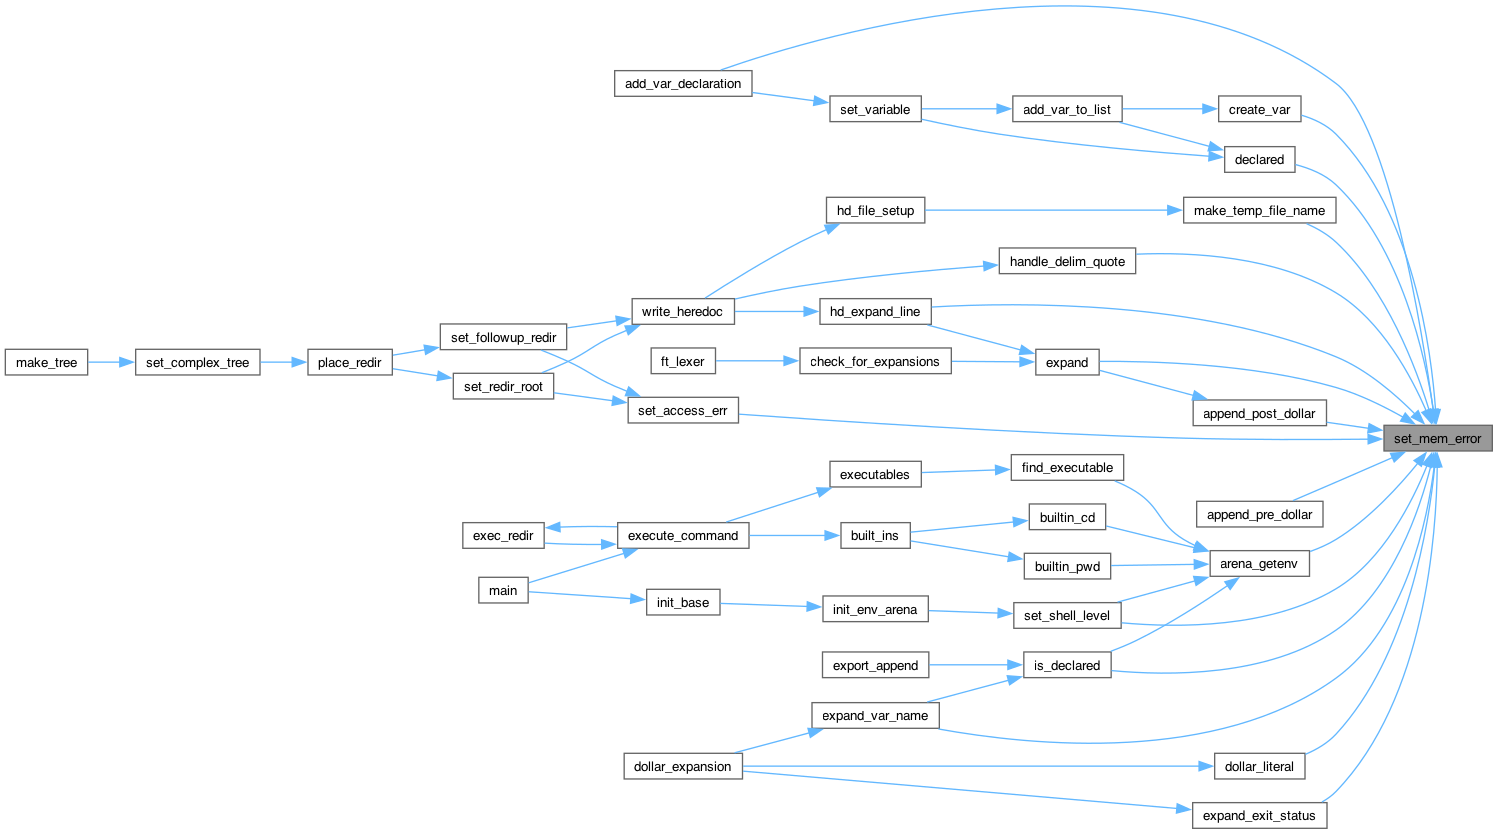 add_var_declaration
set_variable
add_var_to_list
create_var
declared
hd_file_setup
make_temp_file_name
handle_delim_quote
write_heredoc
hd_expand_line
set_followup_redir
make_tree
set_complex_tree
place_redir
ft_lexer
check_for_expansions
expand
set_redir_root
set_access_err
append_post_dollar
set_mem_error
executables
find_executable
append_pre_dollar
exec_redir
execute_command
built_ins
builtin_cd
builtin_pwd
arena_getenv
main
init_base
init_env_arena
set_shell_level
export_append
is_declared
expand_var_name
dollar_expansion
dollar_literal
expand_exit_status